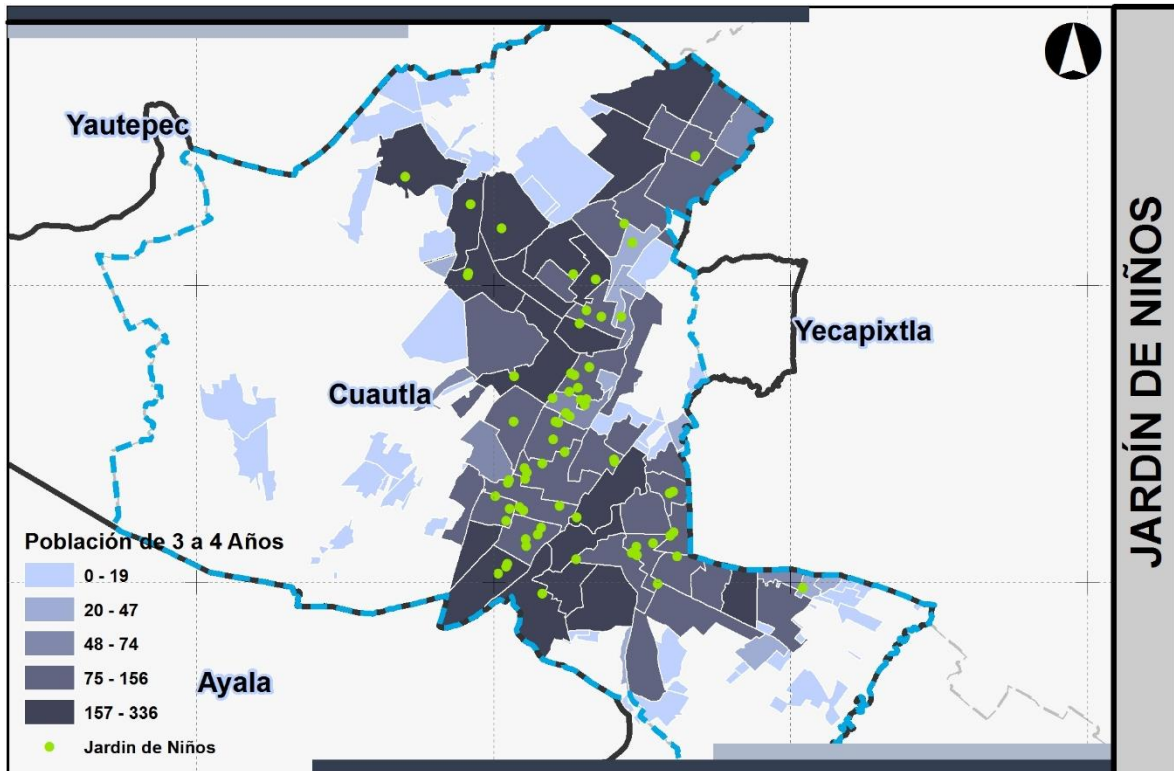 Yautepec
Yecapixtla
Cuautla
Ayala
Población de 3 a 4 Años
0 - 19
20 - 47
48 - 74
75 - 156
157 - 336
Jardin de Niños
JARDÍN DE NIÑOS